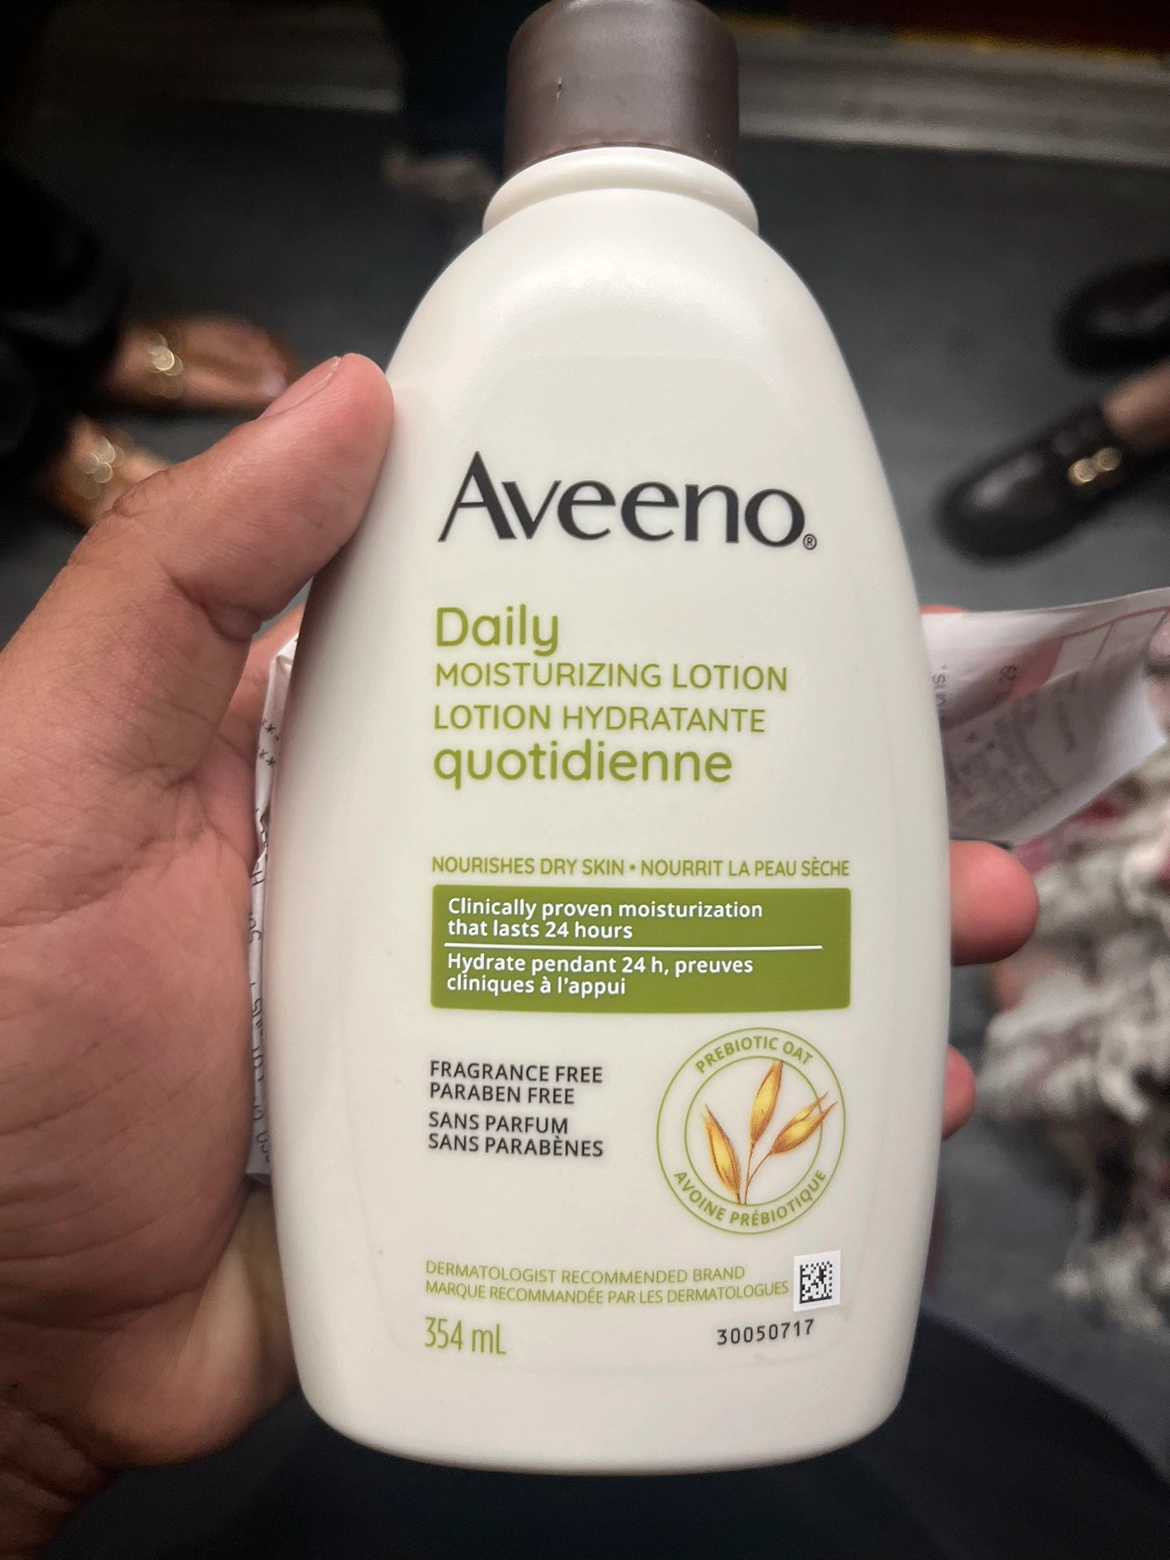 Aveeno®
Daily
MOISTURIZING LOTION
LOTION HYDRATANTE
quotidienne
NOURISHES DRY SKIN • NOURRIT LA PEAU SÈCHE
Clinically proven moisturization
that lasts 24 hours
Hydrate pendant 24 h, preuves
cliniques à l'appui
FRAGRANCE FREE
PARABEN FREE
SANS PARFUM
SANS PARABÈNES
PREBIOTIC OAT
AVOINE PRÉBIOTIQUE
DERMATOLOGIST RECOMMENDED BRAND
MARQUE RECOMMANDÉE PAR LES DERMATOLOGUES
354 mL
30050717